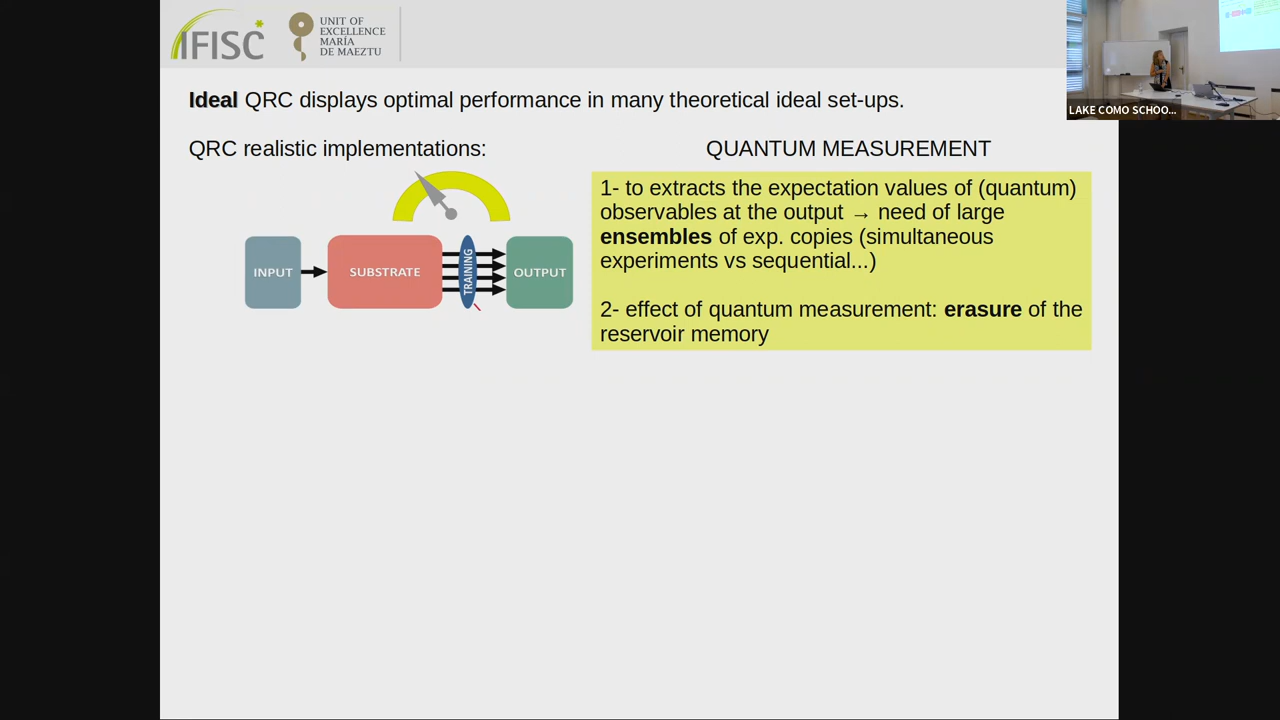 IFISC
UNIT OF
EXCELLENCE
MARÍA
DE MAEZTU
LAKE COMO SCHOO...
Ideal QRC displays optimal performance in many theoretical ideal set-ups.
QRC realistic implementations:
QUANTUM MEASUREMENT
INPUT
SUBSTRATE
TRAINING
OUTPUT
1- to extracts the expectation values of (quantum)
observables at the output → need of large
ensembles of exp. copies (simultaneous
experiments vs sequential...)
2- effect of quantum measurement: erasure of the
reservoir memory